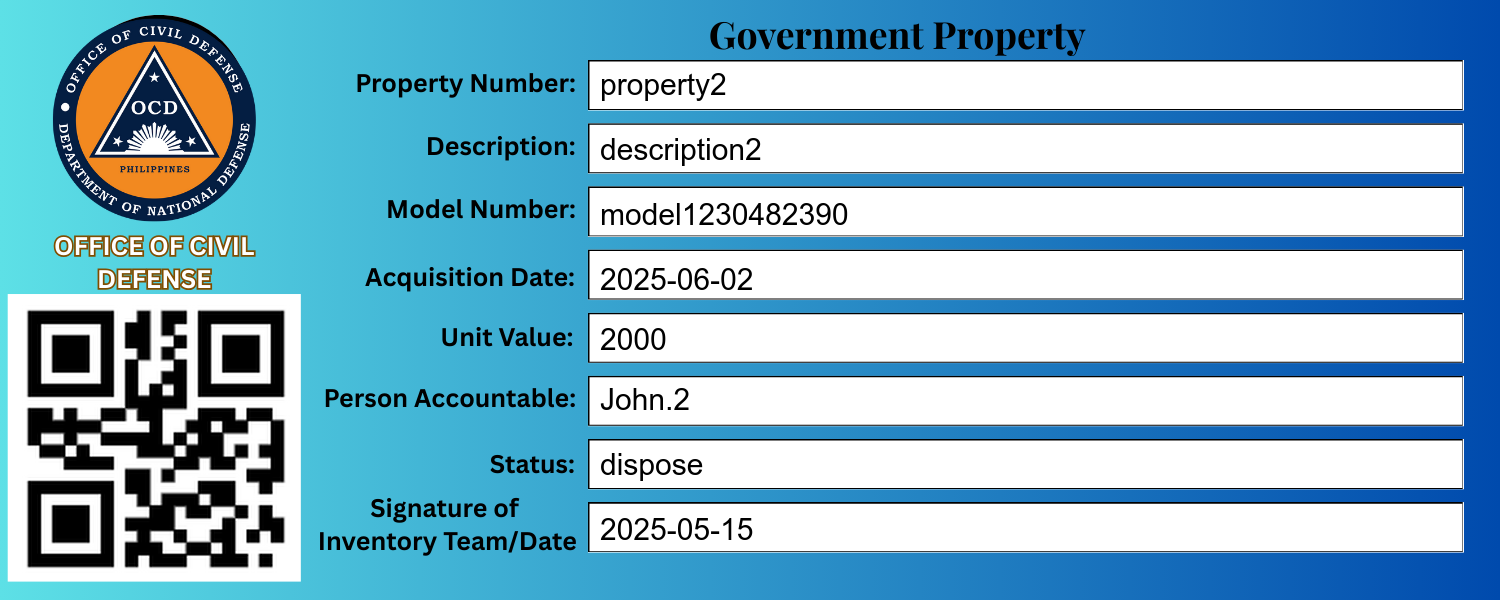 OFFICE OF CIVIL DEFENSE
DEPARTMENT OF NATIONAL DEFENSE
OCD
PHILIPPINES
OFFICE OF CIVIL
DEFENSE
Government Property
Property Number: property2
Description: description2
Model Number: model1230482390
Acquisition Date: 2025-06-02
Unit Value: 2000
Person Accountable: John.2
Status: dispose
Signature of
Inventory Team/Date 2025-05-15